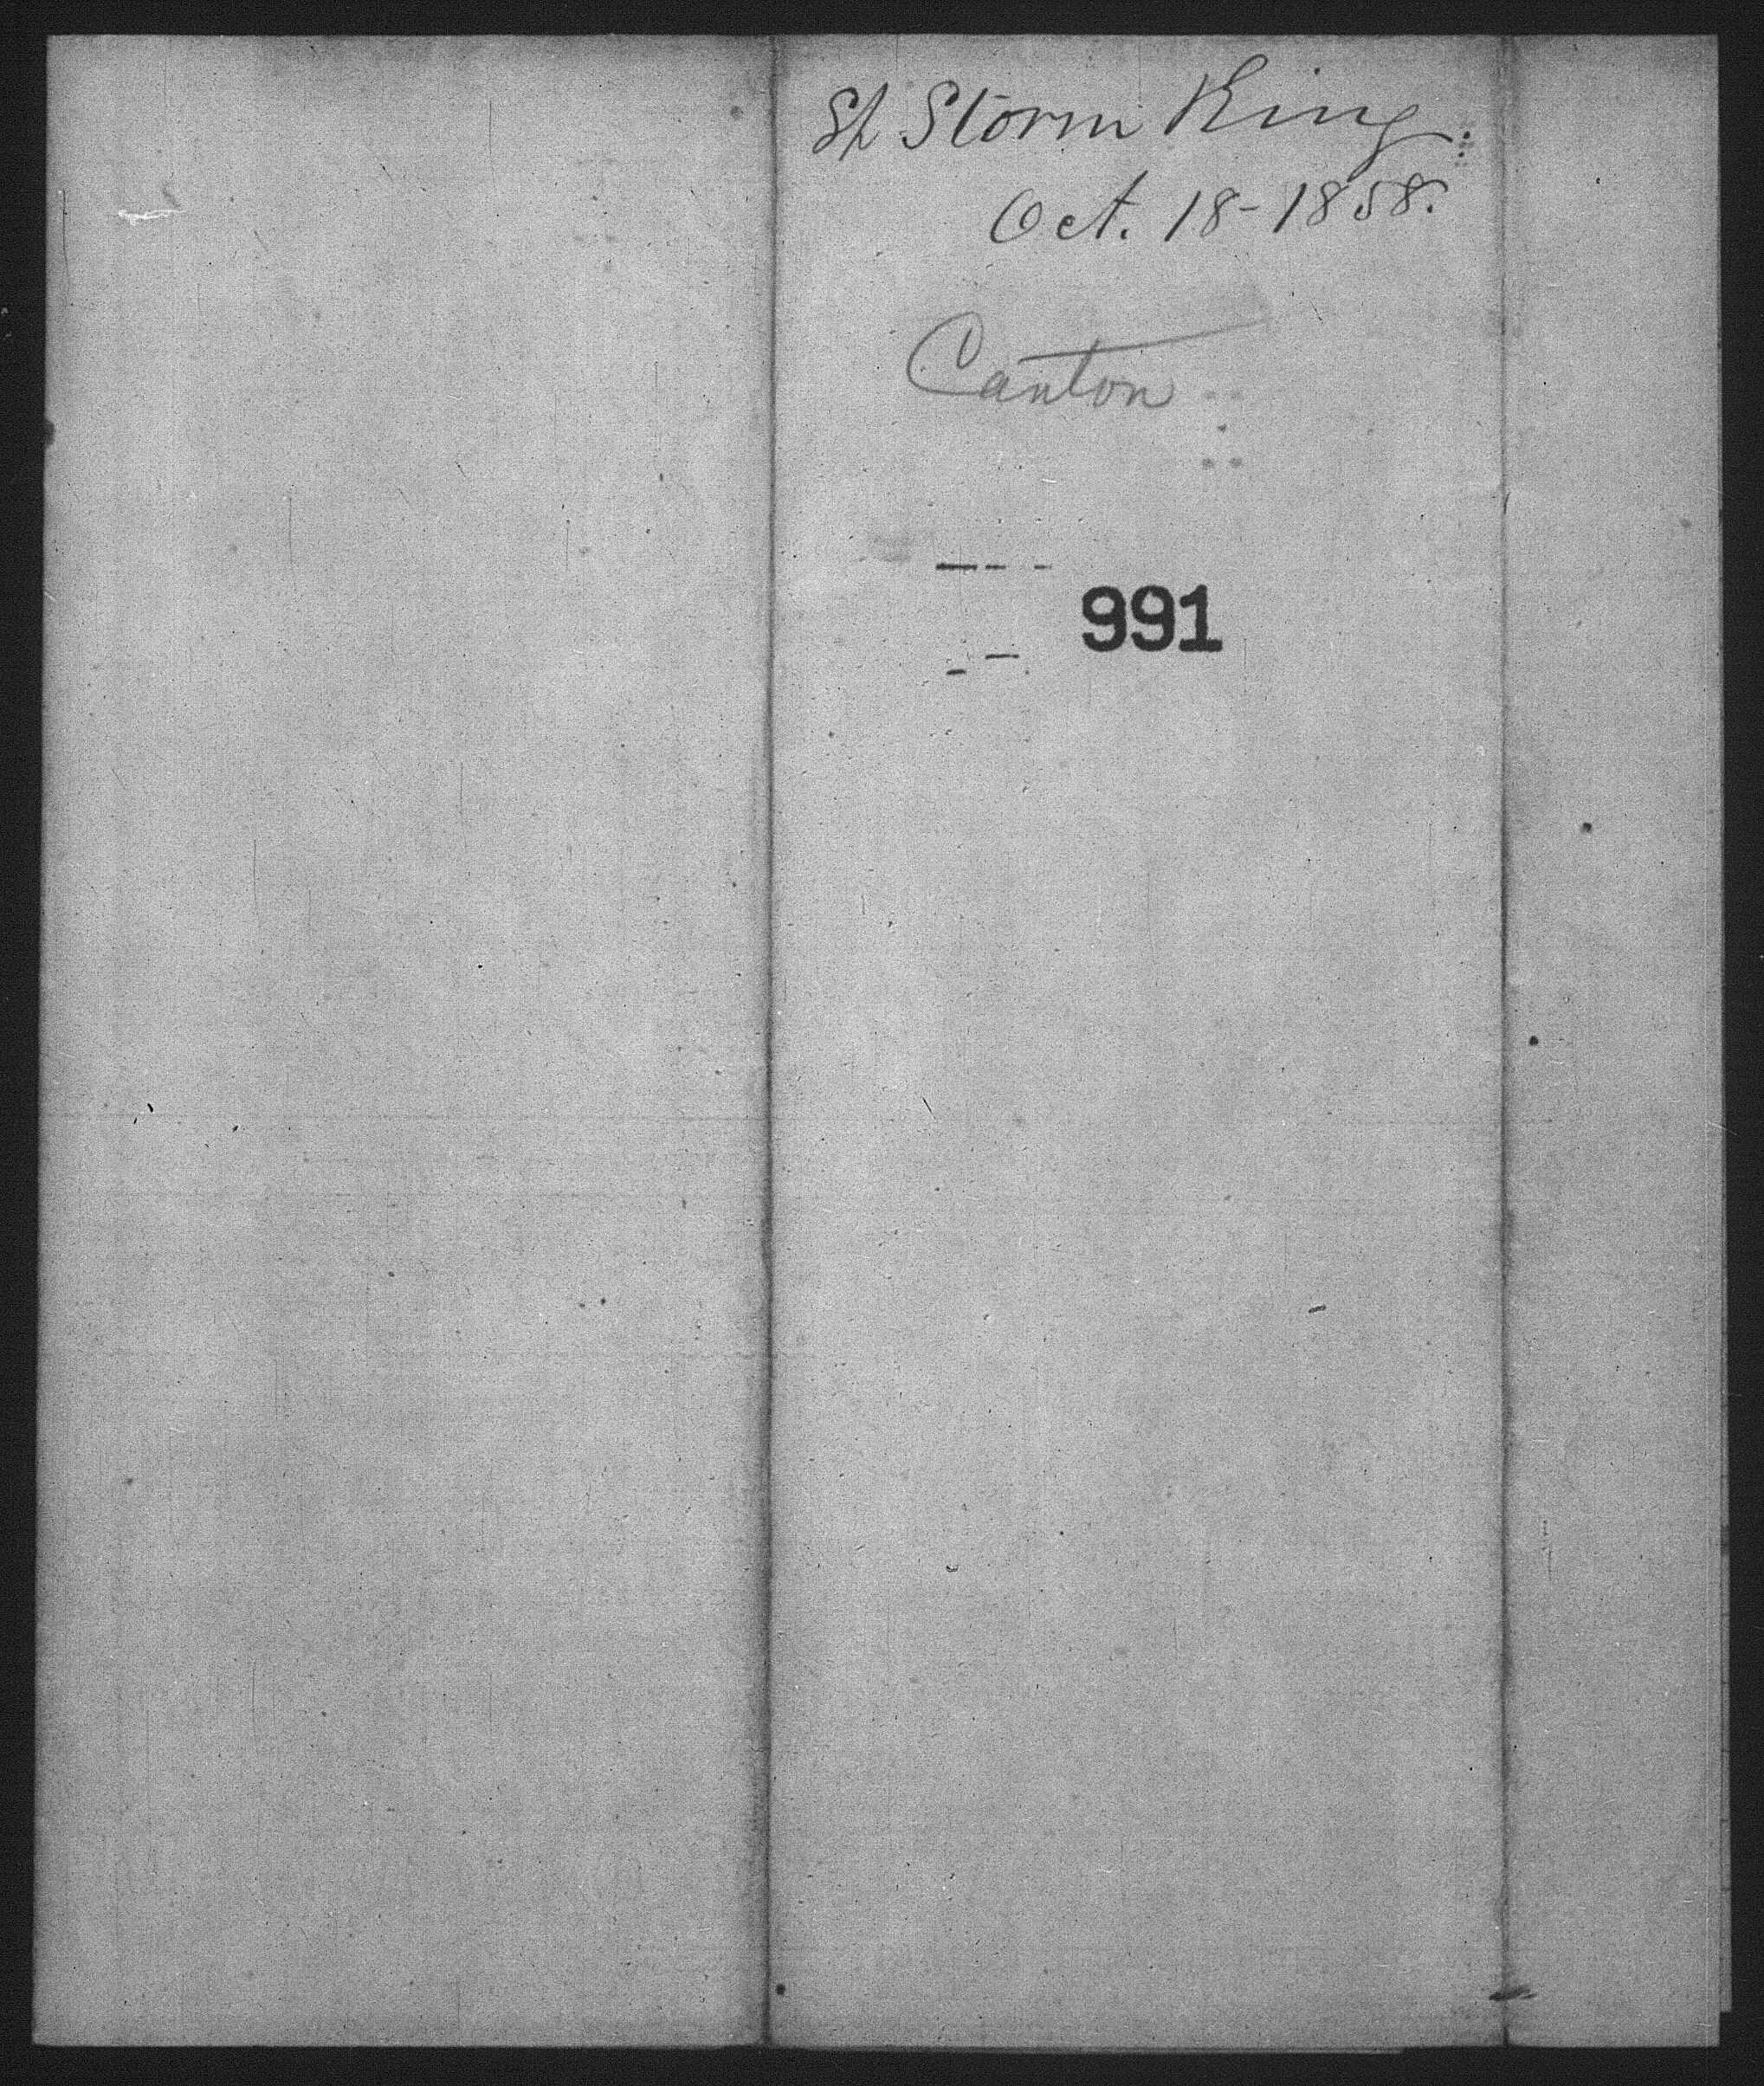 Sh Storm King
Oct. 18-1858.
Canton
991